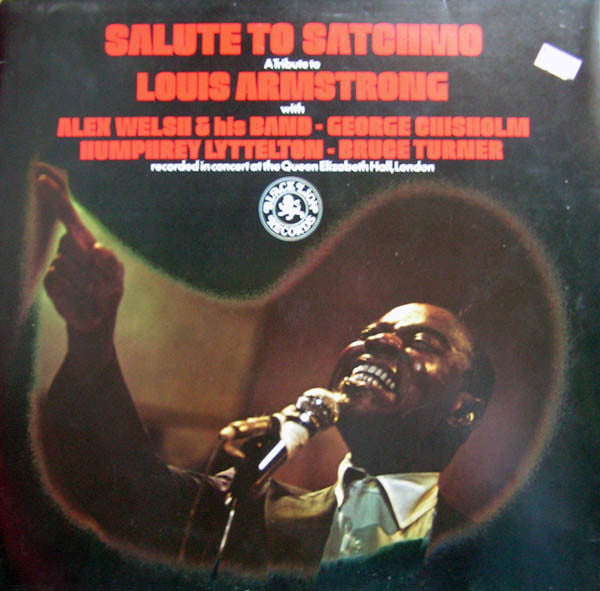 SALUTE TO SATCHMO
A Tribute to
LOUIS ARMSTRONG
with
ALEX WELSH & his BAND - GEORGE CHISHOLM
HUMPHREY LYTTELTON - BRUCE TURNER
recorded in concert at the Queen Elizabeth Hall, London
BLACK LION
RECORDS